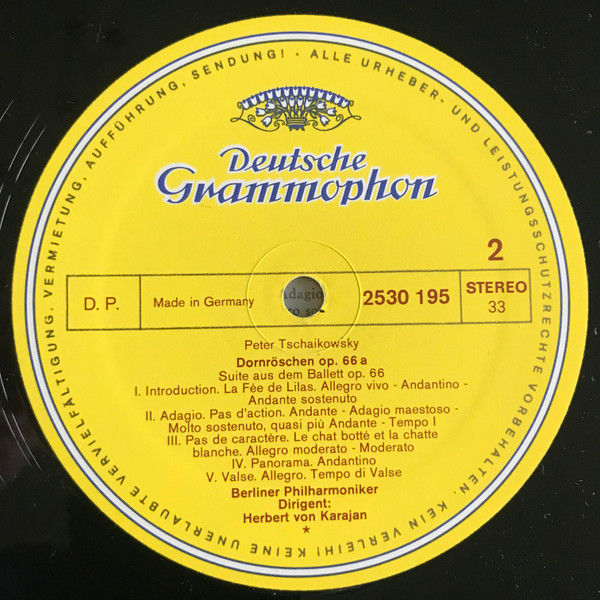 ALLE URHEBER- UND LEISTUNGSSCHUTZRECHTE VORBEHALTEN. KEIN VERLEIH! KEINE UNERLAUBTE VERVIELFÄLTIGUNG, VERMIETUNG, AUFFÜHRUNG, SENDUNG! ·
Deutsche
Grammophon
2
D. P.
Made in Germany
Adagio
2530 195
STEREO
33
Peter Tschaikowsky
Dornröschen op. 66 a
Suite aus dem Ballett op. 66
I. Introduction. La Fée de Lilas. Allegro vivo - Andantino -
Andante sostenuto
II. Adagio. Pas d'action. Andante - Adagio maestoso -
Molto sostenuto, quasi più Andante - Tempo I
III. Pas de caractère. Le chat botté et la chatte
blanche. Allegro moderato - Moderato
IV. Panorama. Andantino
V. Valse. Allegro. Tempo di Valse
Berliner Philharmoniker
Dirigent:
Herbert von Karajan
*